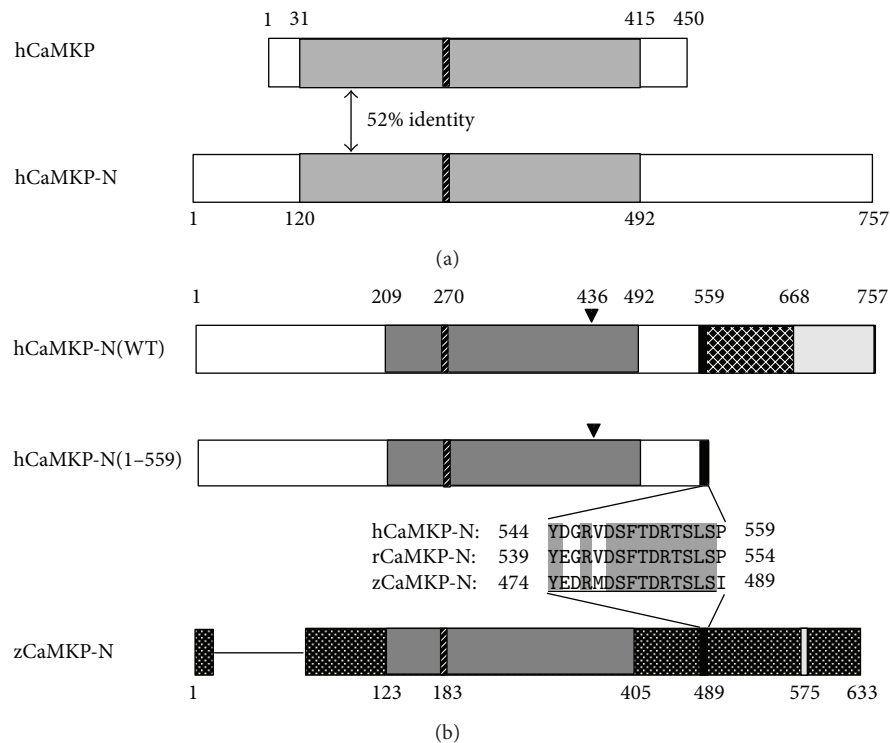 1 31 415 450
hCaMKP
52% identity
hCaMKP-N
1 120 492 757
(a)
1 209 270 436 492 559 668 757
hCaMKP-N(WT)
hCaMKP-N(1–559)
hCaMKP-N: 544 YDGRVDSFTDRTSLSP 559
rCaMKP-N: 539 YEGRVDSFTDRTSLSP 554
zCaMKP-N: 474 YEDRMDSFTDRTSLSI 489
zCaMKP-N
1 123 183 405 489 575 633
(b)